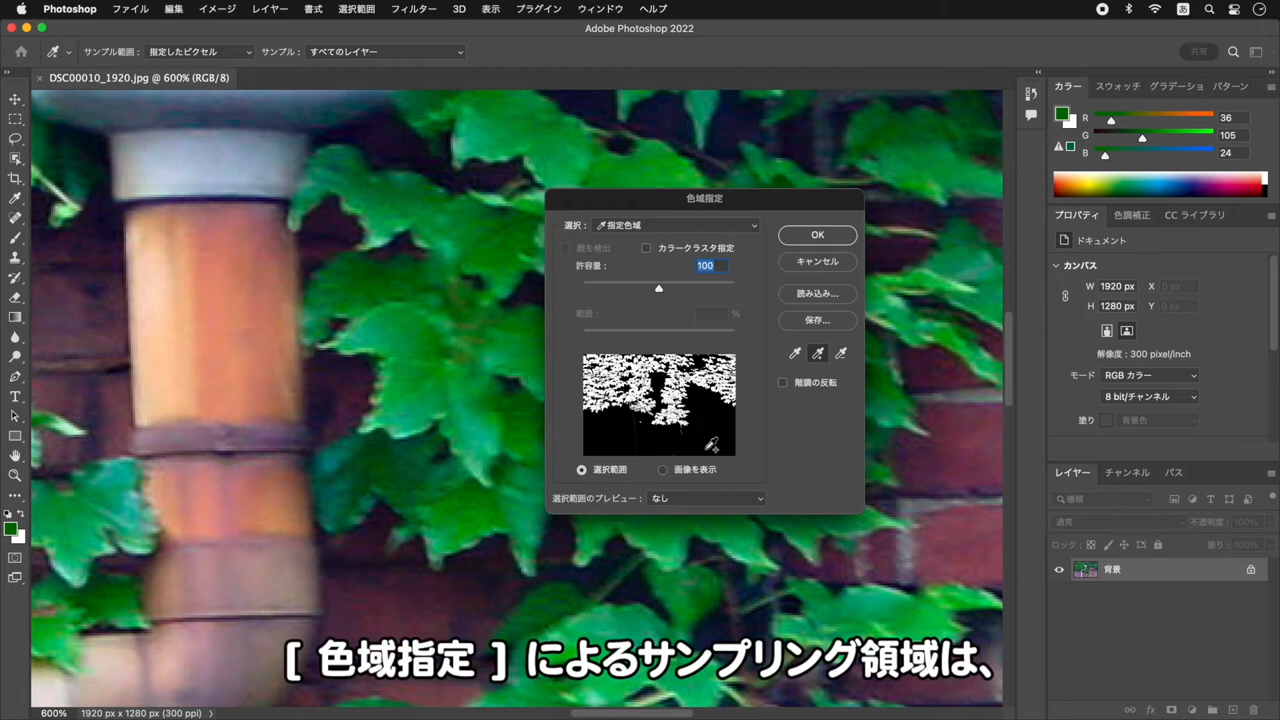 Photoshop ファイル 編集 イメージ レイヤー 書式 選択範囲 フィルター 3D 表示 プラグイン ウィンドウ ヘルプ あ
Adobe Photoshop 2022
サンプル範囲： 指定したピクセル サンプル： すべてのレイヤー 共有
× DSC00010_1920.jpg @ 600% (RGB/8)
カラー スウォッチ グラデーショ パターン
R 36
G 105
B 24
プロパティ 色調補正 CC ライブラリ
ドキュメント
カンバス
W 1920 px X 0 px
H 1280 px Y 0 px
解像度：300 pixel/inch
モード RGB カラー
8 bit/チャンネル
塗り 背景色
レイヤー チャンネル パス
種類
通常 不透明度： 100%
ロック： 塗り： 100%
背景
色域指定
選択： 指定色域
顔を検出 カラークラスタ指定
許容量： 100
範囲： %
OK
キャンセル
読み込み...
保存...
階調の反転
選択範囲 画像を表示
選択範囲のプレビュー： なし
［ 色域指定 ］によるサンプリング領域は、
600% 1920 px x 1280 px (300 ppi)